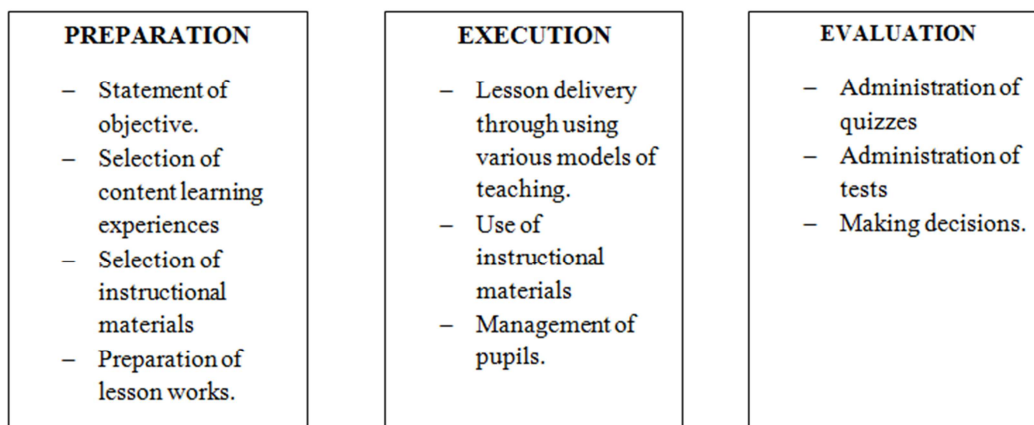 PREPARATION
– Statement of
objective.
– Selection of
content learning
experiences
– Selection of
instructional
materials
– Preparation of
lesson works.
EXECUTION
– Lesson delivery
through using
various models of
teaching.
– Use of
instructional
materials
– Management of
pupils.
EVALUATION
– Administration of
quizzes
– Administration of
tests
– Making decisions.